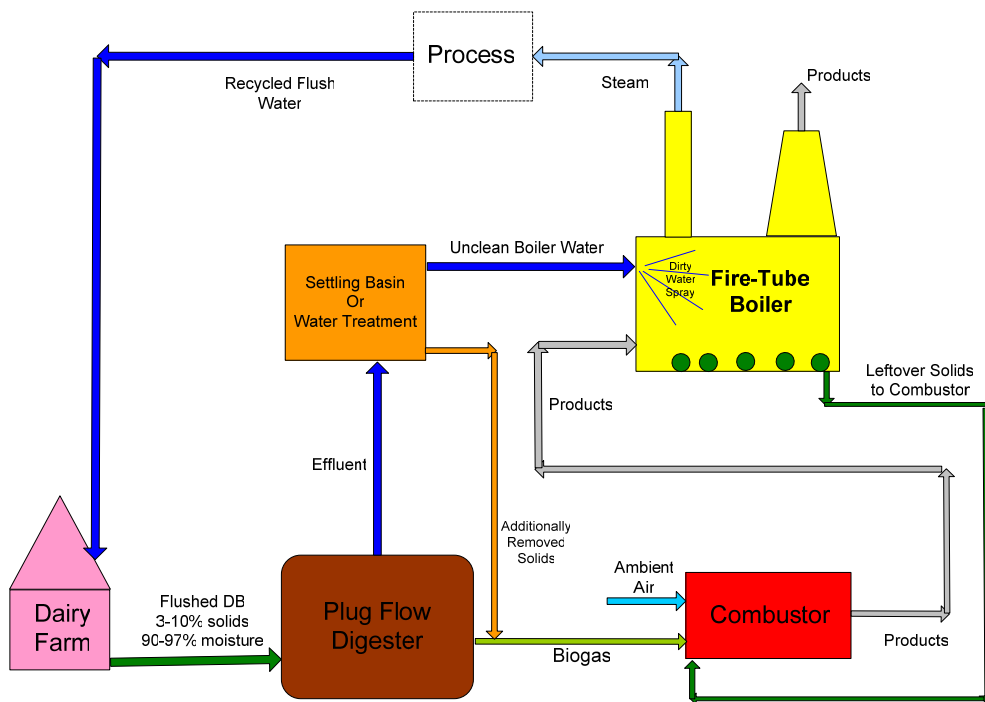 Process
Products
Steam
Recycled Flush
Water
Unclean Boiler Water
Settling Basin
Or
Water Treatment
Dirty
Water
Spray
Fire-Tube
Boiler
Leftover Solids
to Combustor
Products
Effluent
Additionally
Removed
Solids
Ambient
Air
Flushed DB
3-10% solids
90-97% moisture
Dairy
Farm
Plug Flow
Digester
Combustor
Products
Biogas